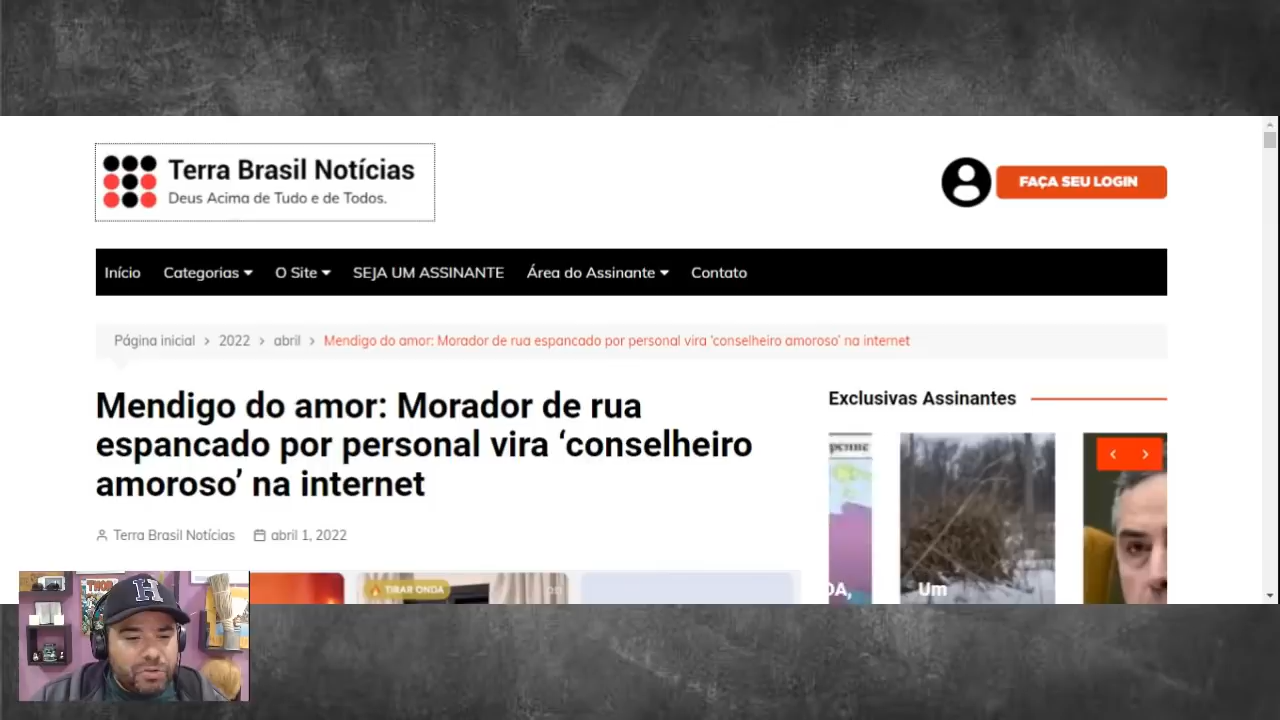 Terra Brasil Notícias
Deus Acima de Tudo e de Todos.
FAÇA SEU LOGIN
Início Categorias O Site SEJA UM ASSINANTE Área do Assinante Contato
Página inicial > 2022 > abril > Mendigo do amor: Morador de rua espancado por personal vira ‘conselheiro amoroso’ na internet
Mendigo do amor: Morador de rua
espancado por personal vira ‘conselheiro
amoroso’ na internet
Terra Brasil Notícias abril 1, 2022
Exclusivas Assinantes
TIRAR ONDA
DA,
Um
THOR
H